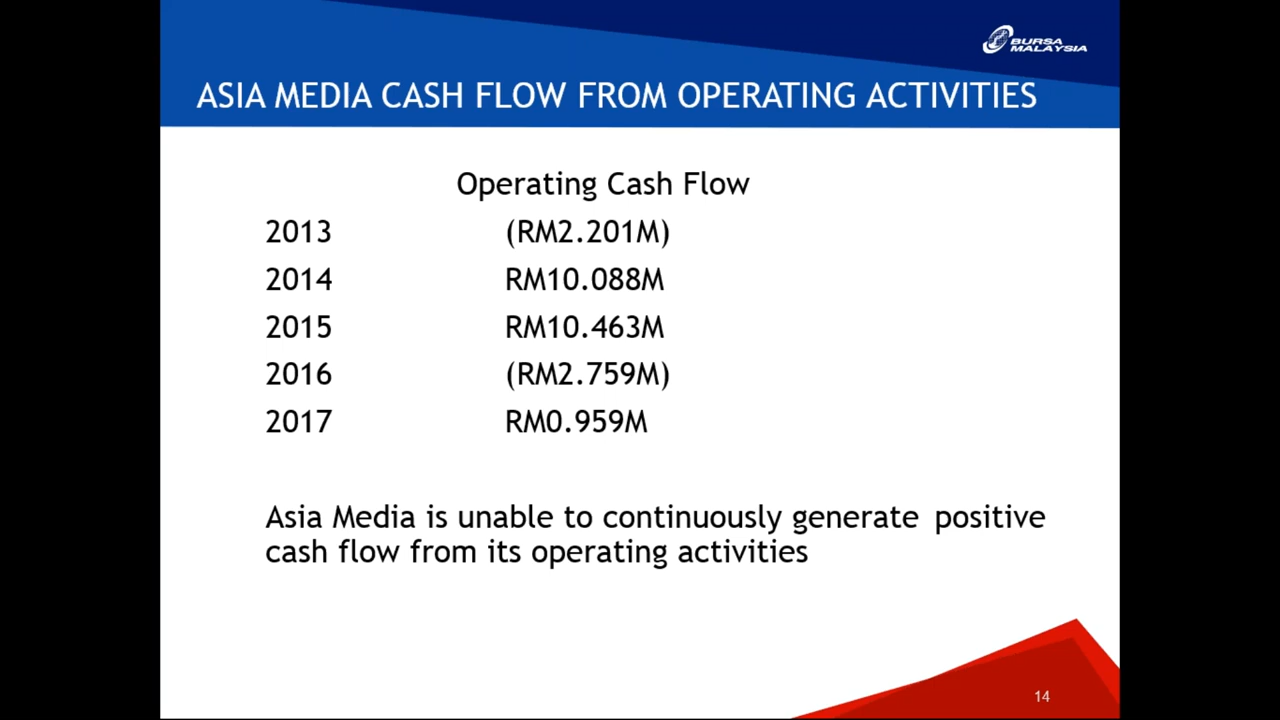 BURSA
MALAYSIA
ASIA MEDIA CASH FLOW FROM OPERATING ACTIVITIES
Operating Cash Flow
2013 (RM2.201M)
2014 RM10.088M
2015 RM10.463M
2016 (RM2.759M)
2017 RM0.959M
Asia Media is unable to continuously generate positive
cash flow from its operating activities
14